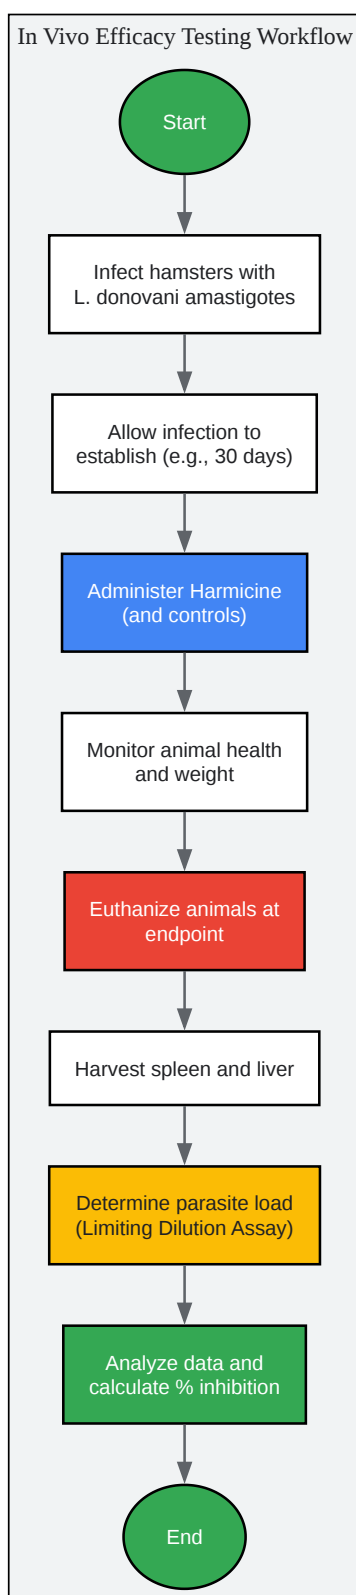 In Vivo Efficacy Testing Workflow
Start
Infect hamsters with
L. donovani amastigotes
Allow infection to
establish (e.g., 30 days)
Administer Harmicine
(and controls)
Monitor animal health
and weight
Euthanize animals at
endpoint
Harvest spleen and liver
Determine parasite load
(Limiting Dilution Assay)
Analyze data and
calculate % inhibition
End